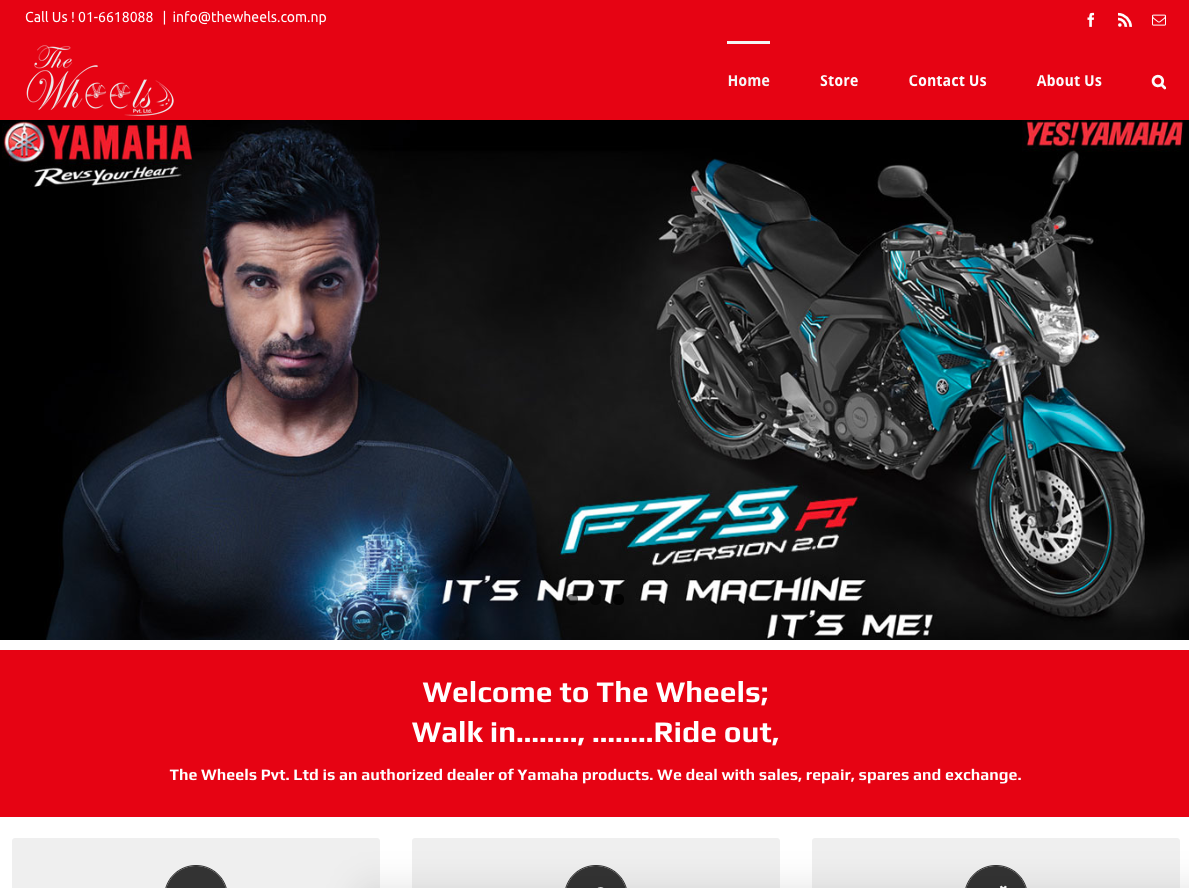 Call Us ! 01-6618088 | info@thewheels.com.np
The
Wheels
Pvt. Ltd.
Home Store Contact Us About Us
YAMAHA
Revs Your Heart
YES!YAMAHA
FZ-S
FZ-S FI
VERSION 2.0
IT'S NOT A MACHINE
IT'S ME!
YAMAHA
Welcome to The Wheels;
Walk in........, ........Ride out,
The Wheels Pvt. Ltd is an authorized dealer of Yamaha products. We deal with sales, repair, spares and exchange.